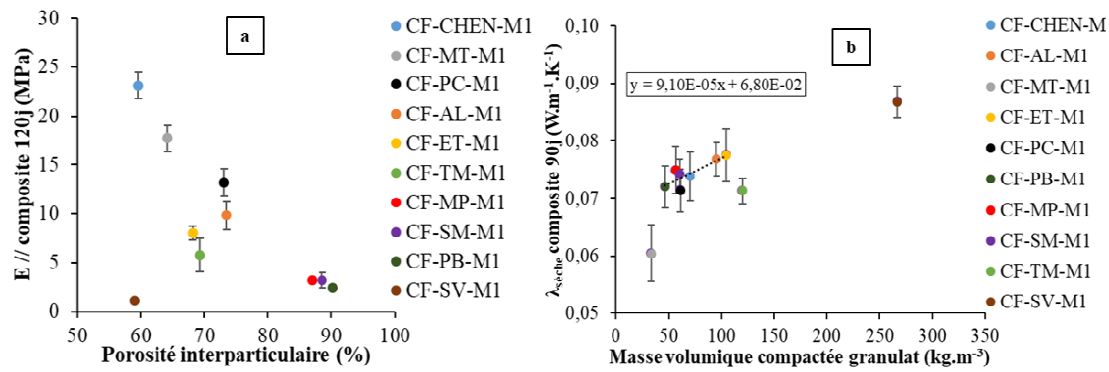 a
E // composite 120j (MPa)
30
25
20
15
10
5
0
50
60
70
80
90
100
Porosité interparticulaire (%)
CF-CHEN-M1
CF-MT-M1
CF-PC-M1
CF-AL-M1
CF-ET-M1
CF-TM-M1
CF-MP-M1
CF-SM-M1
CF-PB-M1
CF-SV-M1
b
λsèche composite 90j (W.m⁻¹.K⁻¹)
0,10
0,09
0,08
0,07
0,06
0,05
y = 9,10E-05x + 6,80E-02
0
50
100
150
200
250
300
350
Masse volumique compactée granulat (kg.m⁻³)
CF-CHEN-M
CF-AL-M1
CF-MT-M1
CF-ET-M1
CF-PC-M1
CF-PB-M1
CF-MP-M1
CF-SM-M1
CF-TM-M1
CF-SV-M1